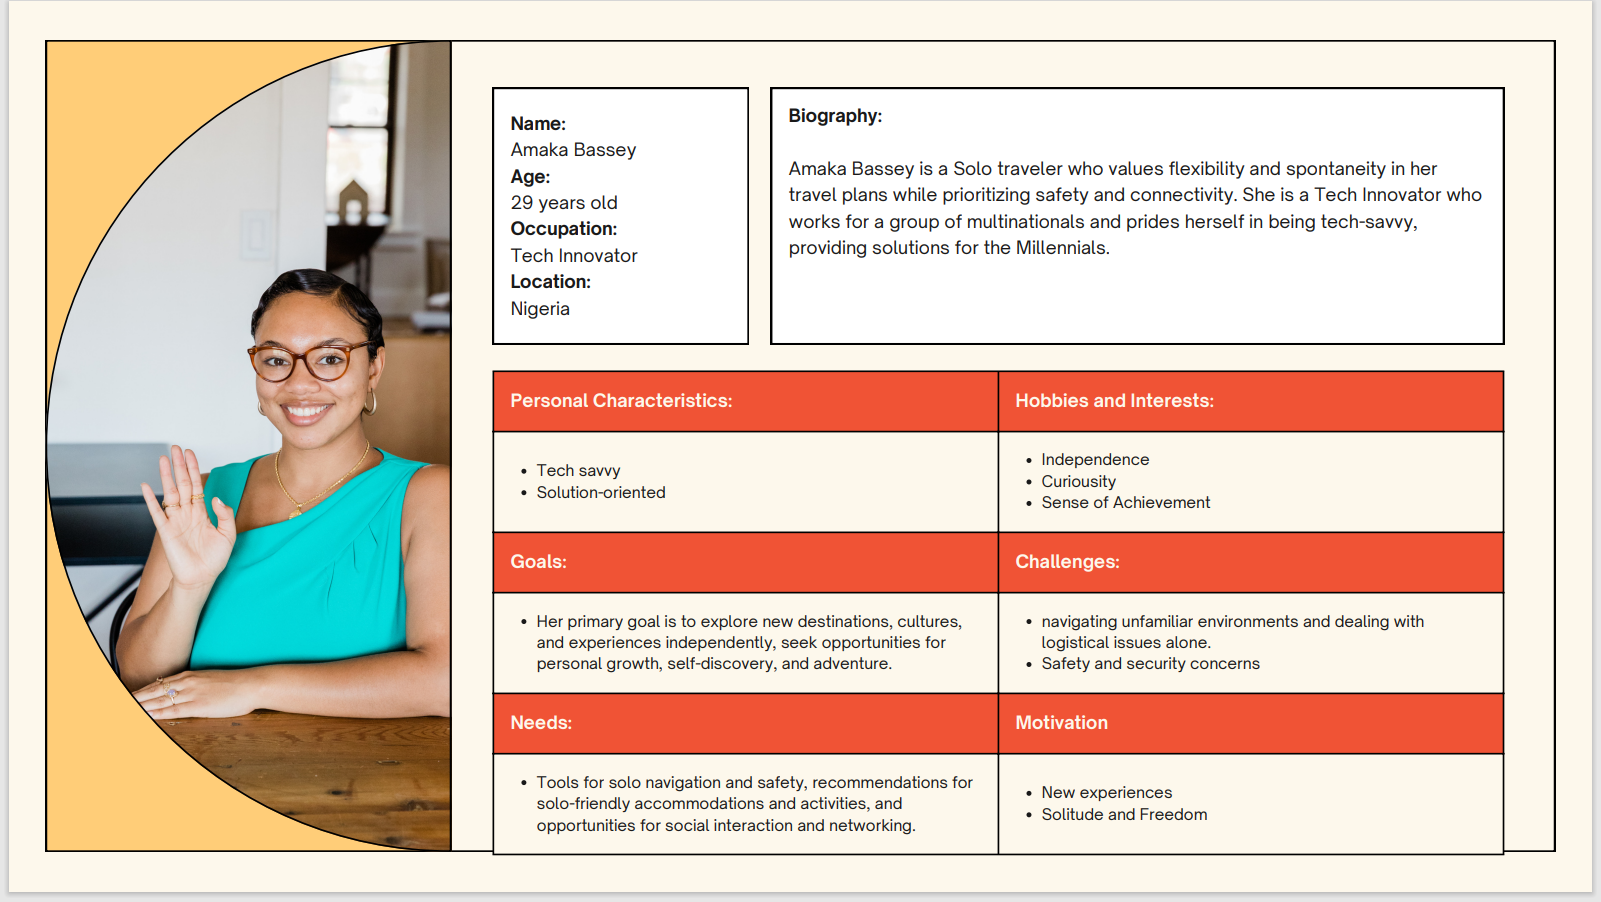 Name:
Amaka Bassey
Age:
29 years old
Occupation:
Tech Innovator
Location:
Nigeria
Biography:
Amaka Bassey is a Solo traveler who values flexibility and spontaneity in her
travel plans while prioritizing safety and connectivity. She is a Tech Innovator who
works for a group of multinationals and prides herself in being tech-savvy,
providing solutions for the Millennials.
Personal Characteristics:
• Tech savvy
• Solution-oriented
Hobbies and Interests:
• Independence
• Curiousity
• Sense of Achievement
Goals:
• Her primary goal is to explore new destinations, cultures,
and experiences independently, seek opportunities for
personal growth, self-discovery, and adventure.
Challenges:
• navigating unfamiliar environments and dealing with
logistical issues alone.
• Safety and security concerns
Needs:
• Tools for solo navigation and safety, recommendations for
solo-friendly accommodations and activities, and
opportunities for social interaction and networking.
Motivation
• New experiences
• Solitude and Freedom